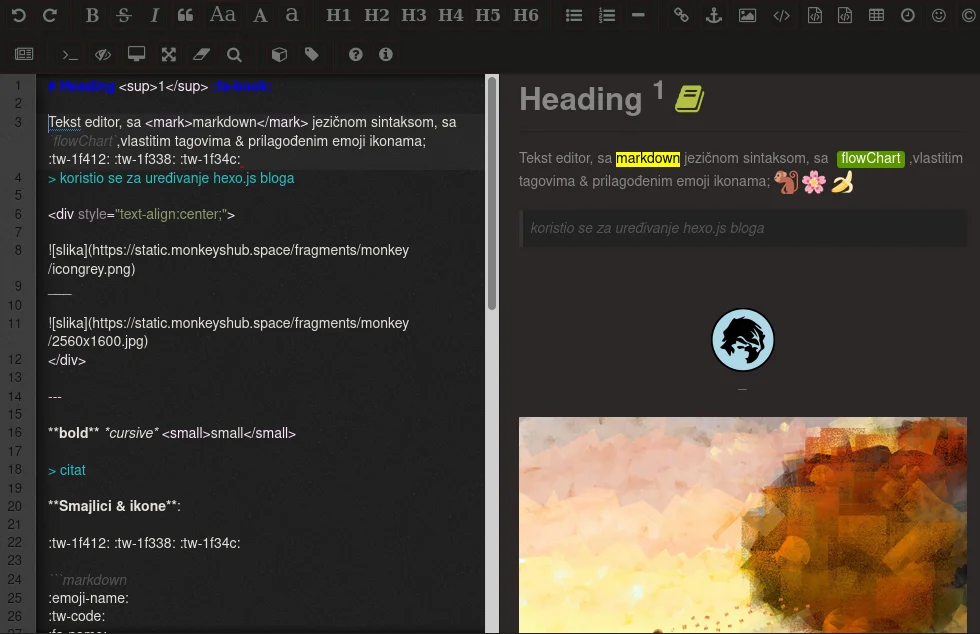 B S I Aa A a H1 H2 H3 H4 H5 H6
1 # Heading <sup>1</sup> :fa-book:
2
3 Tekst editor, sa <mark>markdown</mark> jezičnom sintaksom, sa
`flowChart`,vlastitim tagovima & prilagođenim emoji ikonama;
:tw-1f412: :tw-1f338: :tw-1f34c:
4 > koristio se za uređivanje hexo.js bloga
5
6 <div style="text-align:center;">
7
8 ![slika](https://static.monkeyshub.space/fragments/monkey
/icongrey.png)
9 ___
10
11 ![slika](https://static.monkeyshub.space/fragments/monkey
/2560x1600.jpg)
12 </div>
13
14 ---
15
16 **bold** *cursive* <small>small</small>
17
18 > citat
19
20 **Smajlici & ikone**:
21
22 :tw-1f412: :tw-1f338: :tw-1f34c:
23
24 ```markdown
25 :emoji-name:
26 :tw-code:
27 :fa-name:
Heading 1
Tekst editor, sa markdown jezičnom sintaksom, sa flowChart ,vlastitim
tagovima & prilagođenim emoji ikonama;
koristio se za uređivanje hexo.js bloga